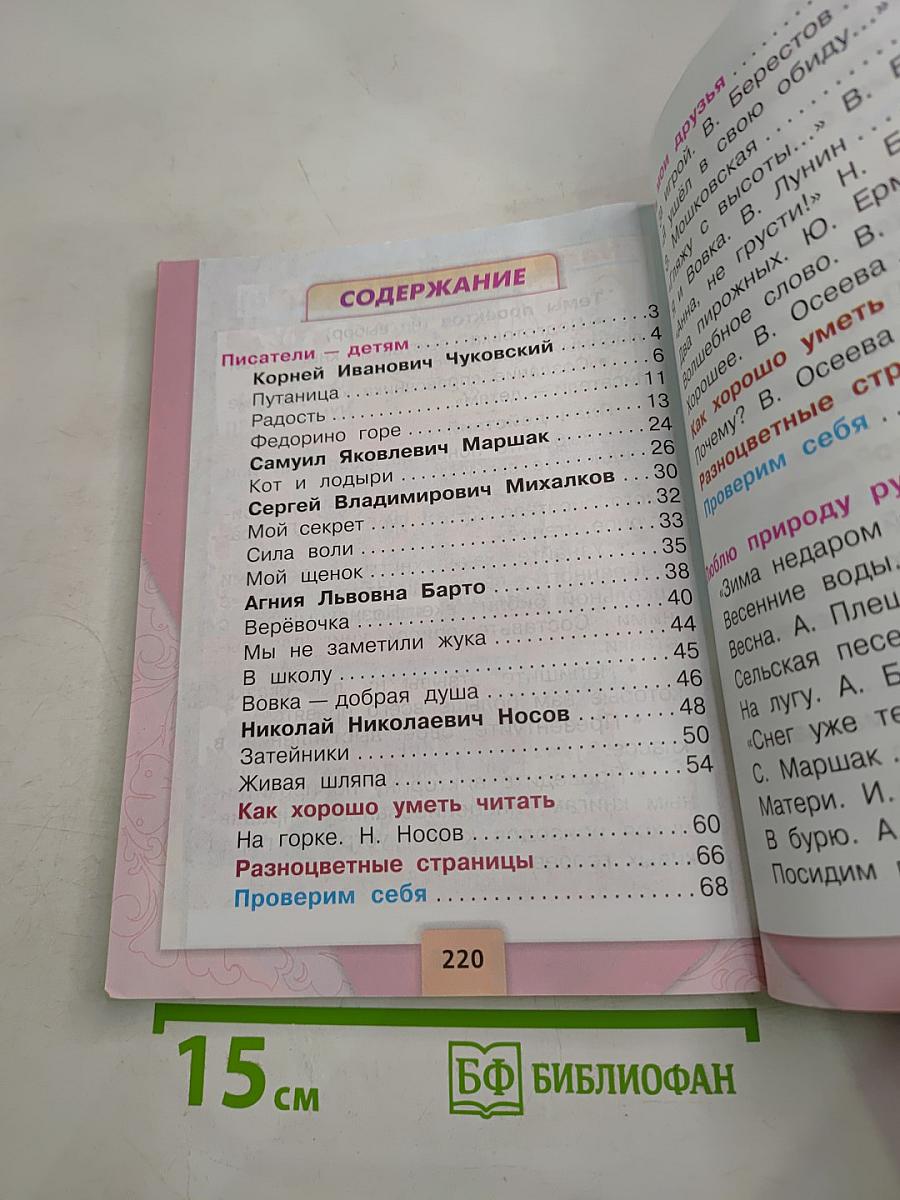 СОДЕРЖАНИЕ
Писатели — детям ..........3
Корней Иванович Чуковский ..........4
Путаница ..........6
Радость ..........11
Федорино горе ..........13
Самуил Яковлевич Маршак ..........24
Кот и лодыри ..........26
Сергей Владимирович Михалков ...30
Мой секрет ..........32
Сила воли ..........33
Мой щенок ..........35
Агния Львовна Барто ..........38
Верёвочка ..........40
Мы не заметили жука ..........44
В школу ..........45
Вовка — добрая душа ..........46
Николай Николаевич Носов ..........48
Затейники ..........50
Живая шляпа ..........54
Как хорошо уметь читать
На горке. Н. Носов ..........60
Разноцветные страницы ..........66
Проверим себя ..........68
220
друзья ..........
игрой. В. Берестов
ушёл в свою обиду...»
Мошковская ..........
с высоты...» В.
и Вовка. В. Лунин ....
не грусти!» Н.
пирожных. Ю.
Волшебное слово. В.
Хорошее. В. Осеева
Как хорошо уметь
Почему? В. Осеева
Разноцветные
Проверим себя ..
Люблю природу
«Зима недаром
Весенние воды.
Весна. А.
Сельская
На лугу. А.
«Снег уже
С. Маршак .
Матери. И.
В бурю. А.
Посидим
15 см
БФ БИБЛИОФАН